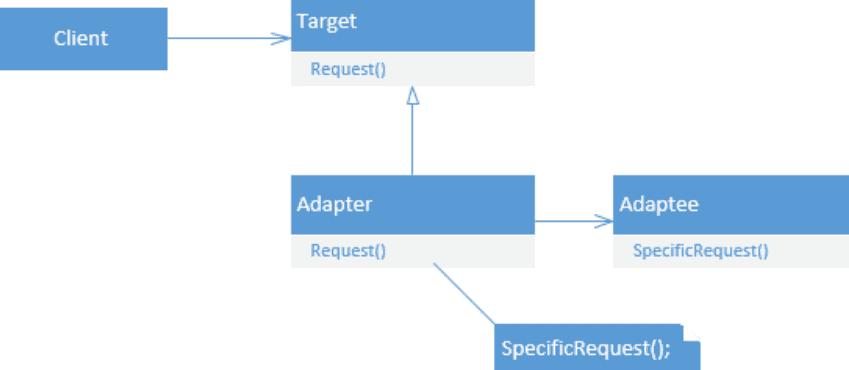 Client
Target
Request()
Adapter
Request()
Adaptee
SpecificRequest()
SpecificRequest();